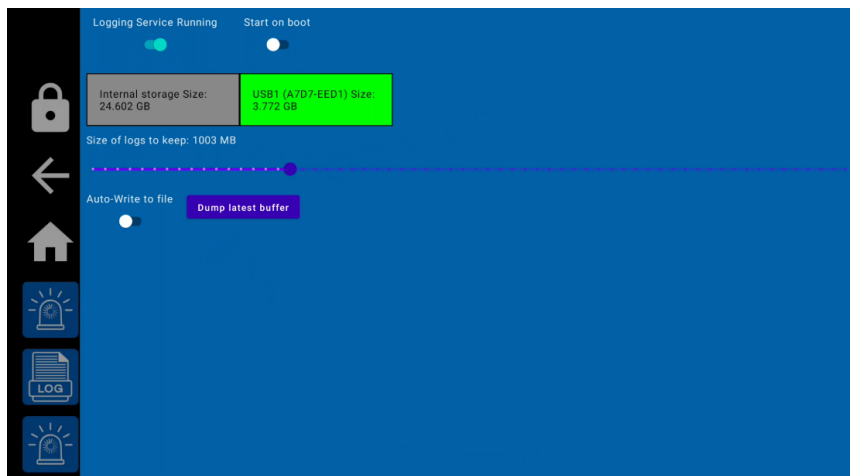 Logging Service Running
Start on boot
Internal storage Size:
24.602 GB
USB1 (A7D7-EED1) Size:
3.772 GB
Size of logs to keep: 1003 MB
Auto-Write to file
Dump latest buffer
LOG